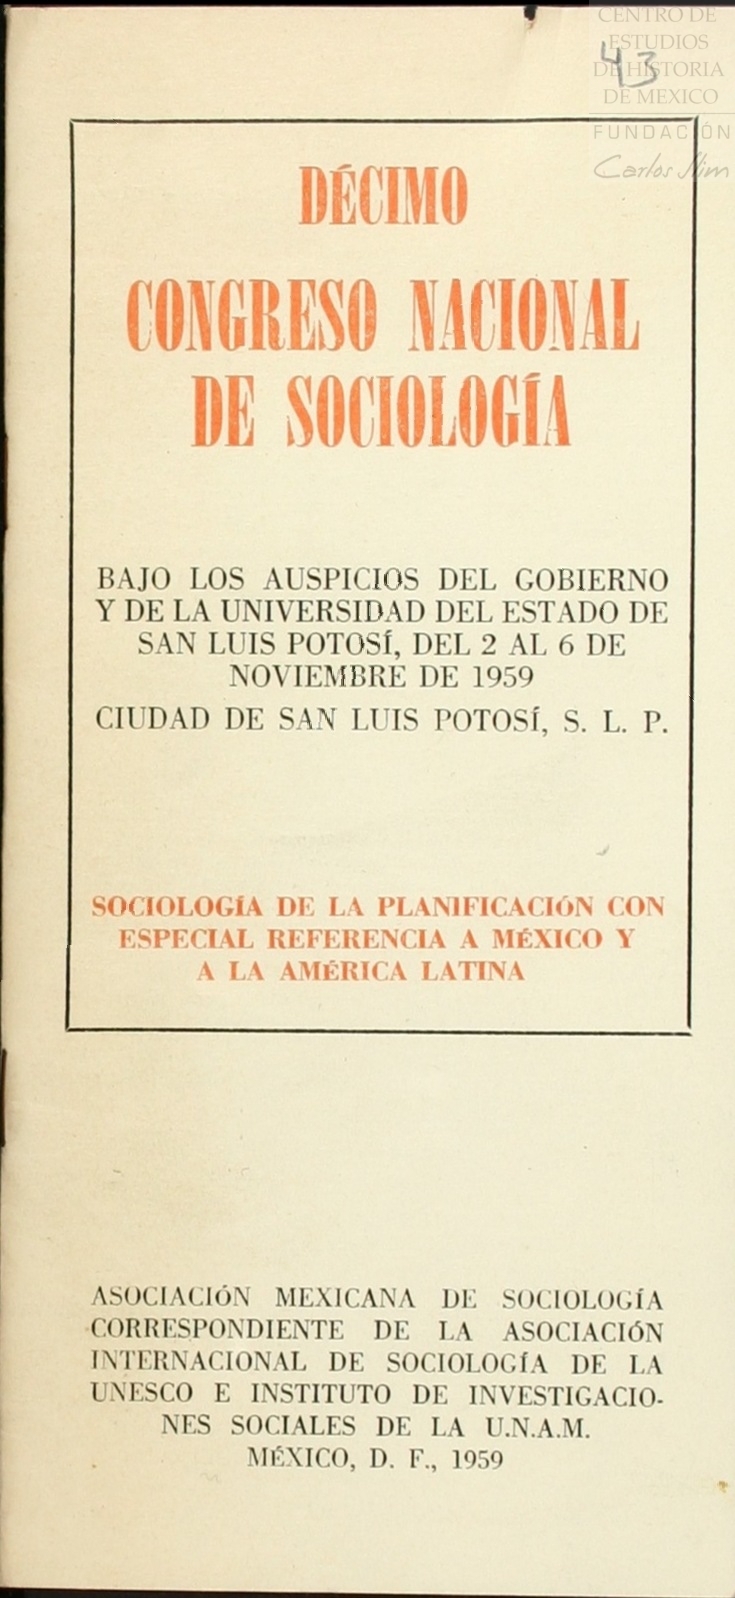 CENTRO DE
ESTUDIOS
DE HISTORIA
DE MEXICO
FUNDACIÓN
Carlos Slim
43
DÉCIMO
CONGRESO NACIONAL
DE SOCIOLOGÍA
BAJO LOS AUSPICIOS DEL GOBIERNO
Y DE LA UNIVERSIDAD DEL ESTADO DE
SAN LUIS POTOSÍ, DEL 2 AL 6 DE
NOVIEMBRE DE 1959
CIUDAD DE SAN LUIS POTOSÍ, S. L. P.
SOCIOLOGÍA DE LA PLANIFICACIÓN CON
ESPECIAL REFERENCIA A MÉXICO Y
A LA AMÉRICA LATINA
ASOCIACIÓN MEXICANA DE SOCIOLOGÍA
CORRESPONDIENTE DE LA ASOCIACIÓN
INTERNACIONAL DE SOCIOLOGÍA DE LA
UNESCO E INSTITUTO DE INVESTIGACIO-
NES SOCIALES DE LA U.N.A.M.
MÉXICO, D. F., 1959